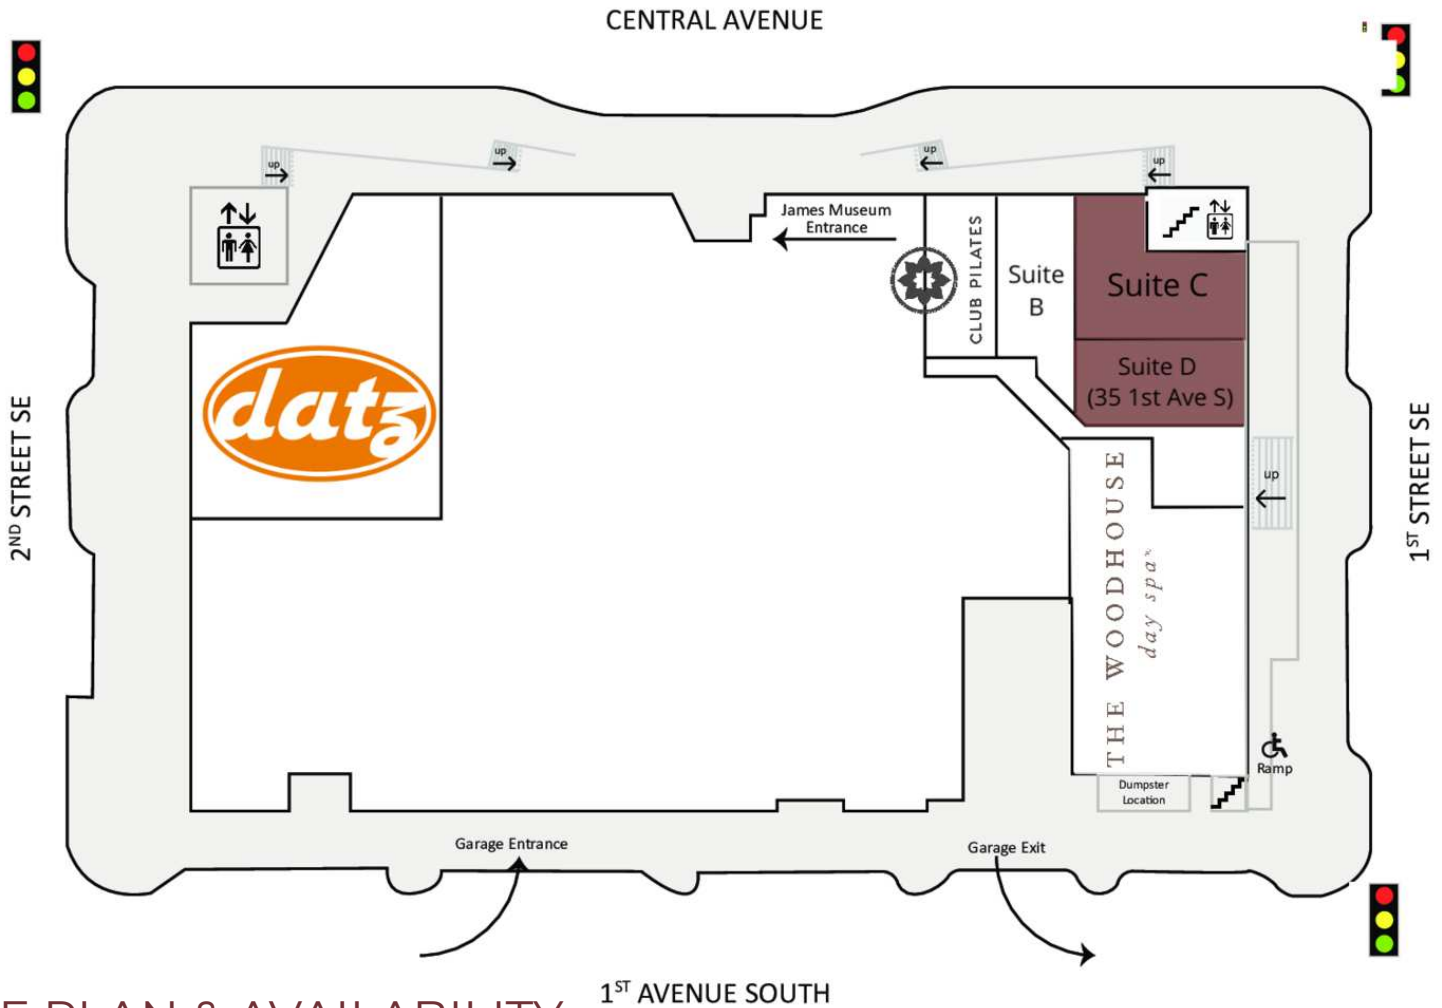 CENTRAL AVENUE
up
up
up
up
James Museum
Entrance
CLUB PILATES
Suite
B
Suite C
Suite D
(35 1st Ave S)
datz
2ND STREET SE
1ST STREET SE
up
THE WOODHOUSE
day spa
Ramp
Dumpster
Location
Garage Entrance
Garage Exit
1ST AVENUE SOUTH
E PLAN & AVAILABILITY